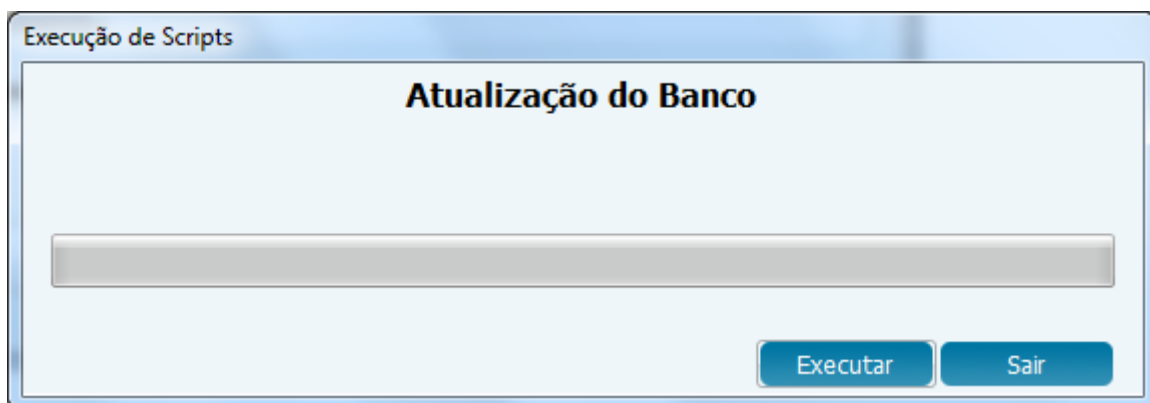 Execução de Scripts
Atualização do Banco
Executar
Sair